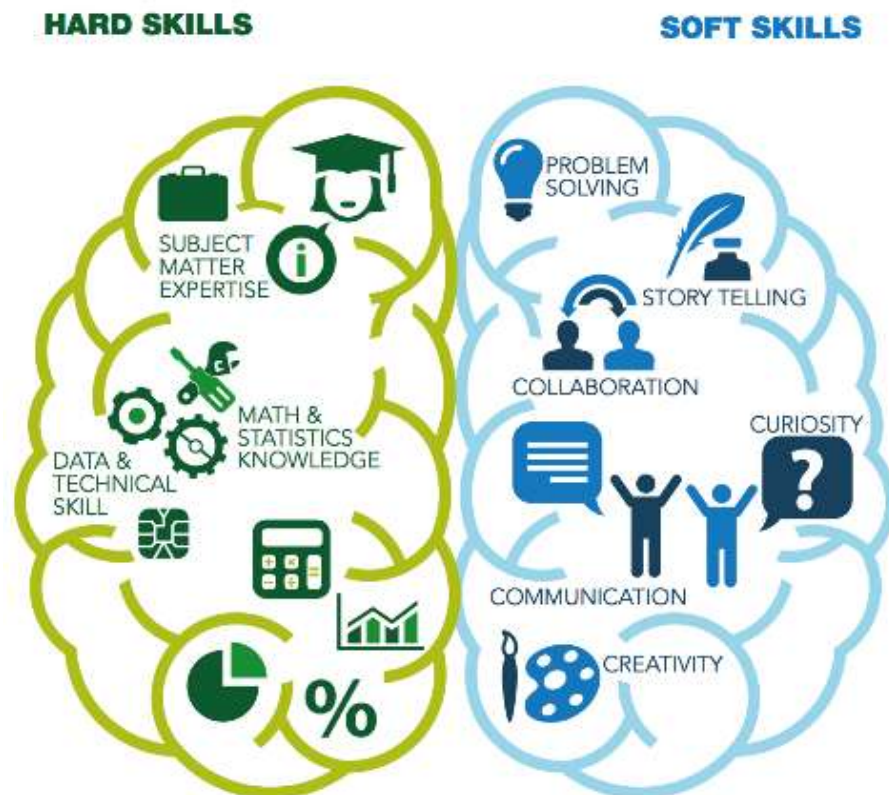 HARD SKILLS
SUBJECT
MATTER
EXPERTISE
i
MATH &
STATISTICS
KNOWLEDGE
DATA &
TECHNICAL
SKILL
+ × =
− ÷
%
SOFT SKILLS
PROBLEM
SOLVING
STORY TELLING
COLLABORATION
CURIOSITY
?
COMMUNICATION
CREATIVITY